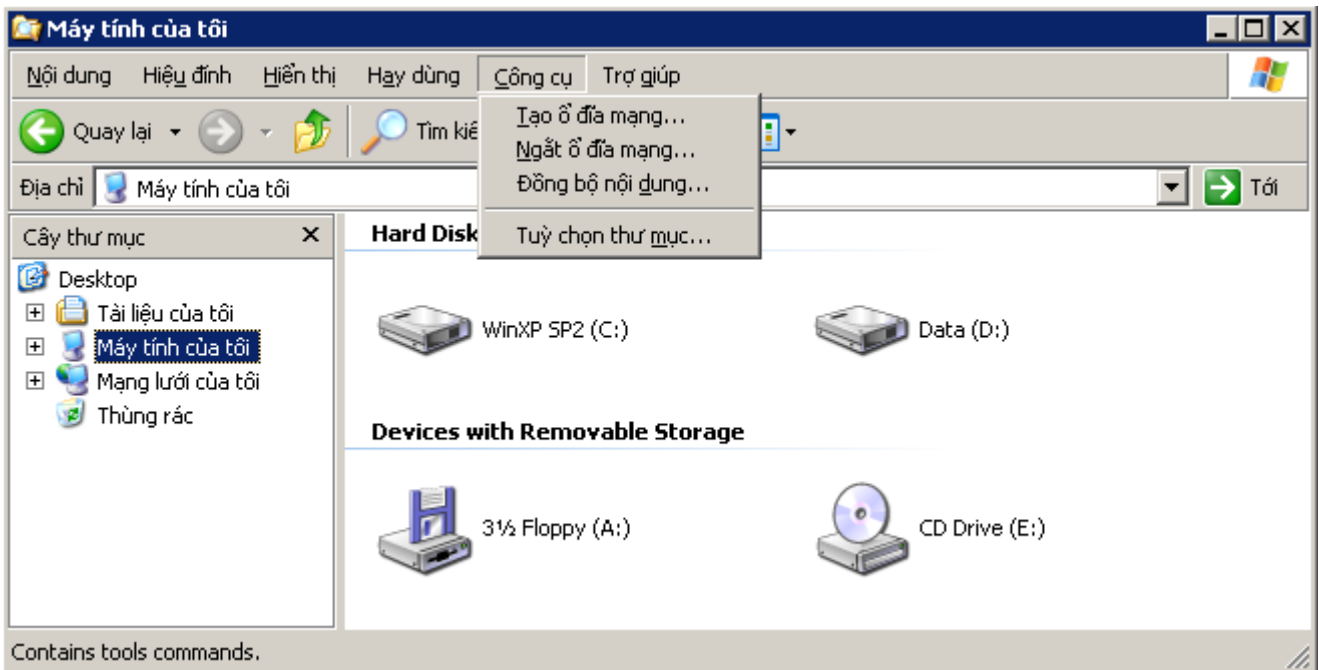 Máy tính của tôi
Nội dung Hiệu đính Hiển thị Hay dùng Công cụ Trợ giúp
Quay lại Tìm
Tạo ổ đĩa mạng...
Ngắt ổ đĩa mạng...
Đồng bộ nội dung...
Tuỳ chọn thư mục...
Địa chỉ Máy tính của tôi Tới
Cây thư mục
Desktop
Tài liệu của tôi
Máy tính của tôi
Mạng lưới của tôi
Thùng rác
Hard Disk
WinXP SP2 (C:) Data (D:)
Devices with Removable Storage
3½ Floppy (A:) CD Drive (E:)
Contains tools commands.